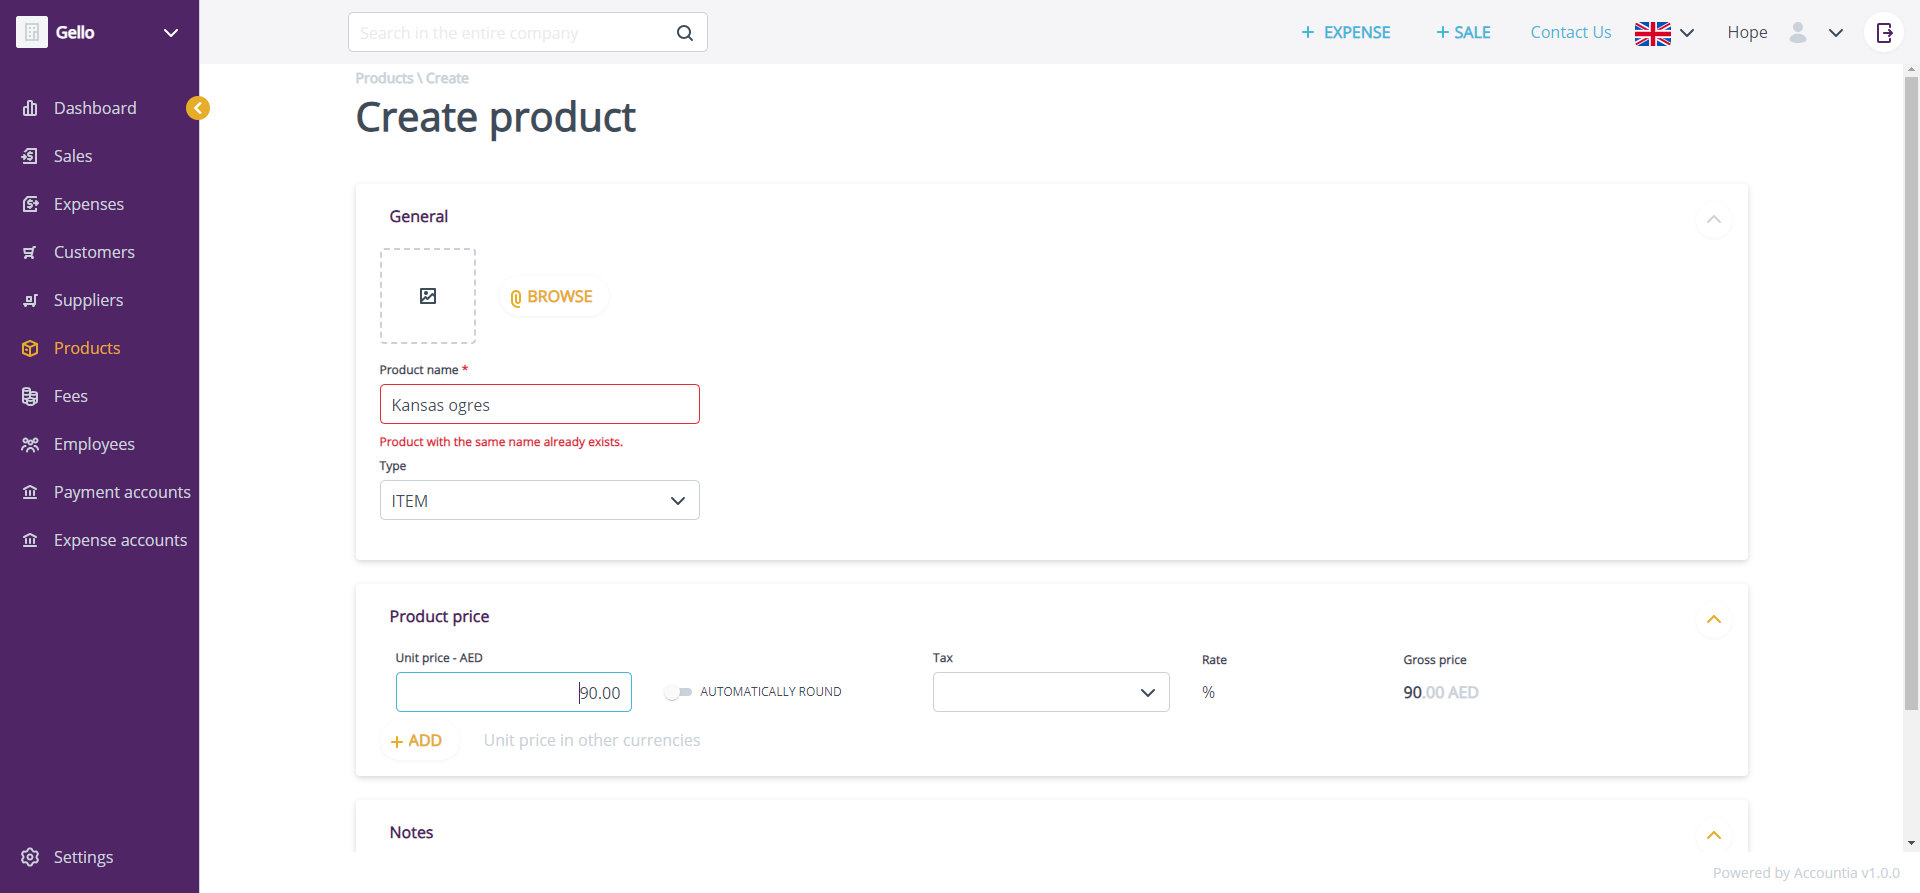 Gello
Search in the entire company
+ EXPENSE
+ SALE
Contact Us
Hope
Dashboard
Sales
Expenses
Customers
Suppliers
Products
Fees
Employees
Payment accounts
Expense accounts
Settings
Products \ Create
Create product
General
BROWSE
Product name *
Kansas ogres
Product with the same name already exists.
Type
ITEM
Product price
Unit price - AED
Tax
Rate
Gross price
90.00
AUTOMATICALLY ROUND
%
90.00 AED
+ ADD
Unit price in other currencies
Notes
Powered by Accountia v1.0.0